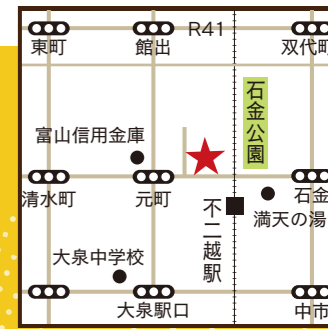 R41
東町
館出
双代町
石金公園
富山信用金庫
清水町
元町
石金
不二越駅
満天の湯
大泉中学校
大泉駅口
中市